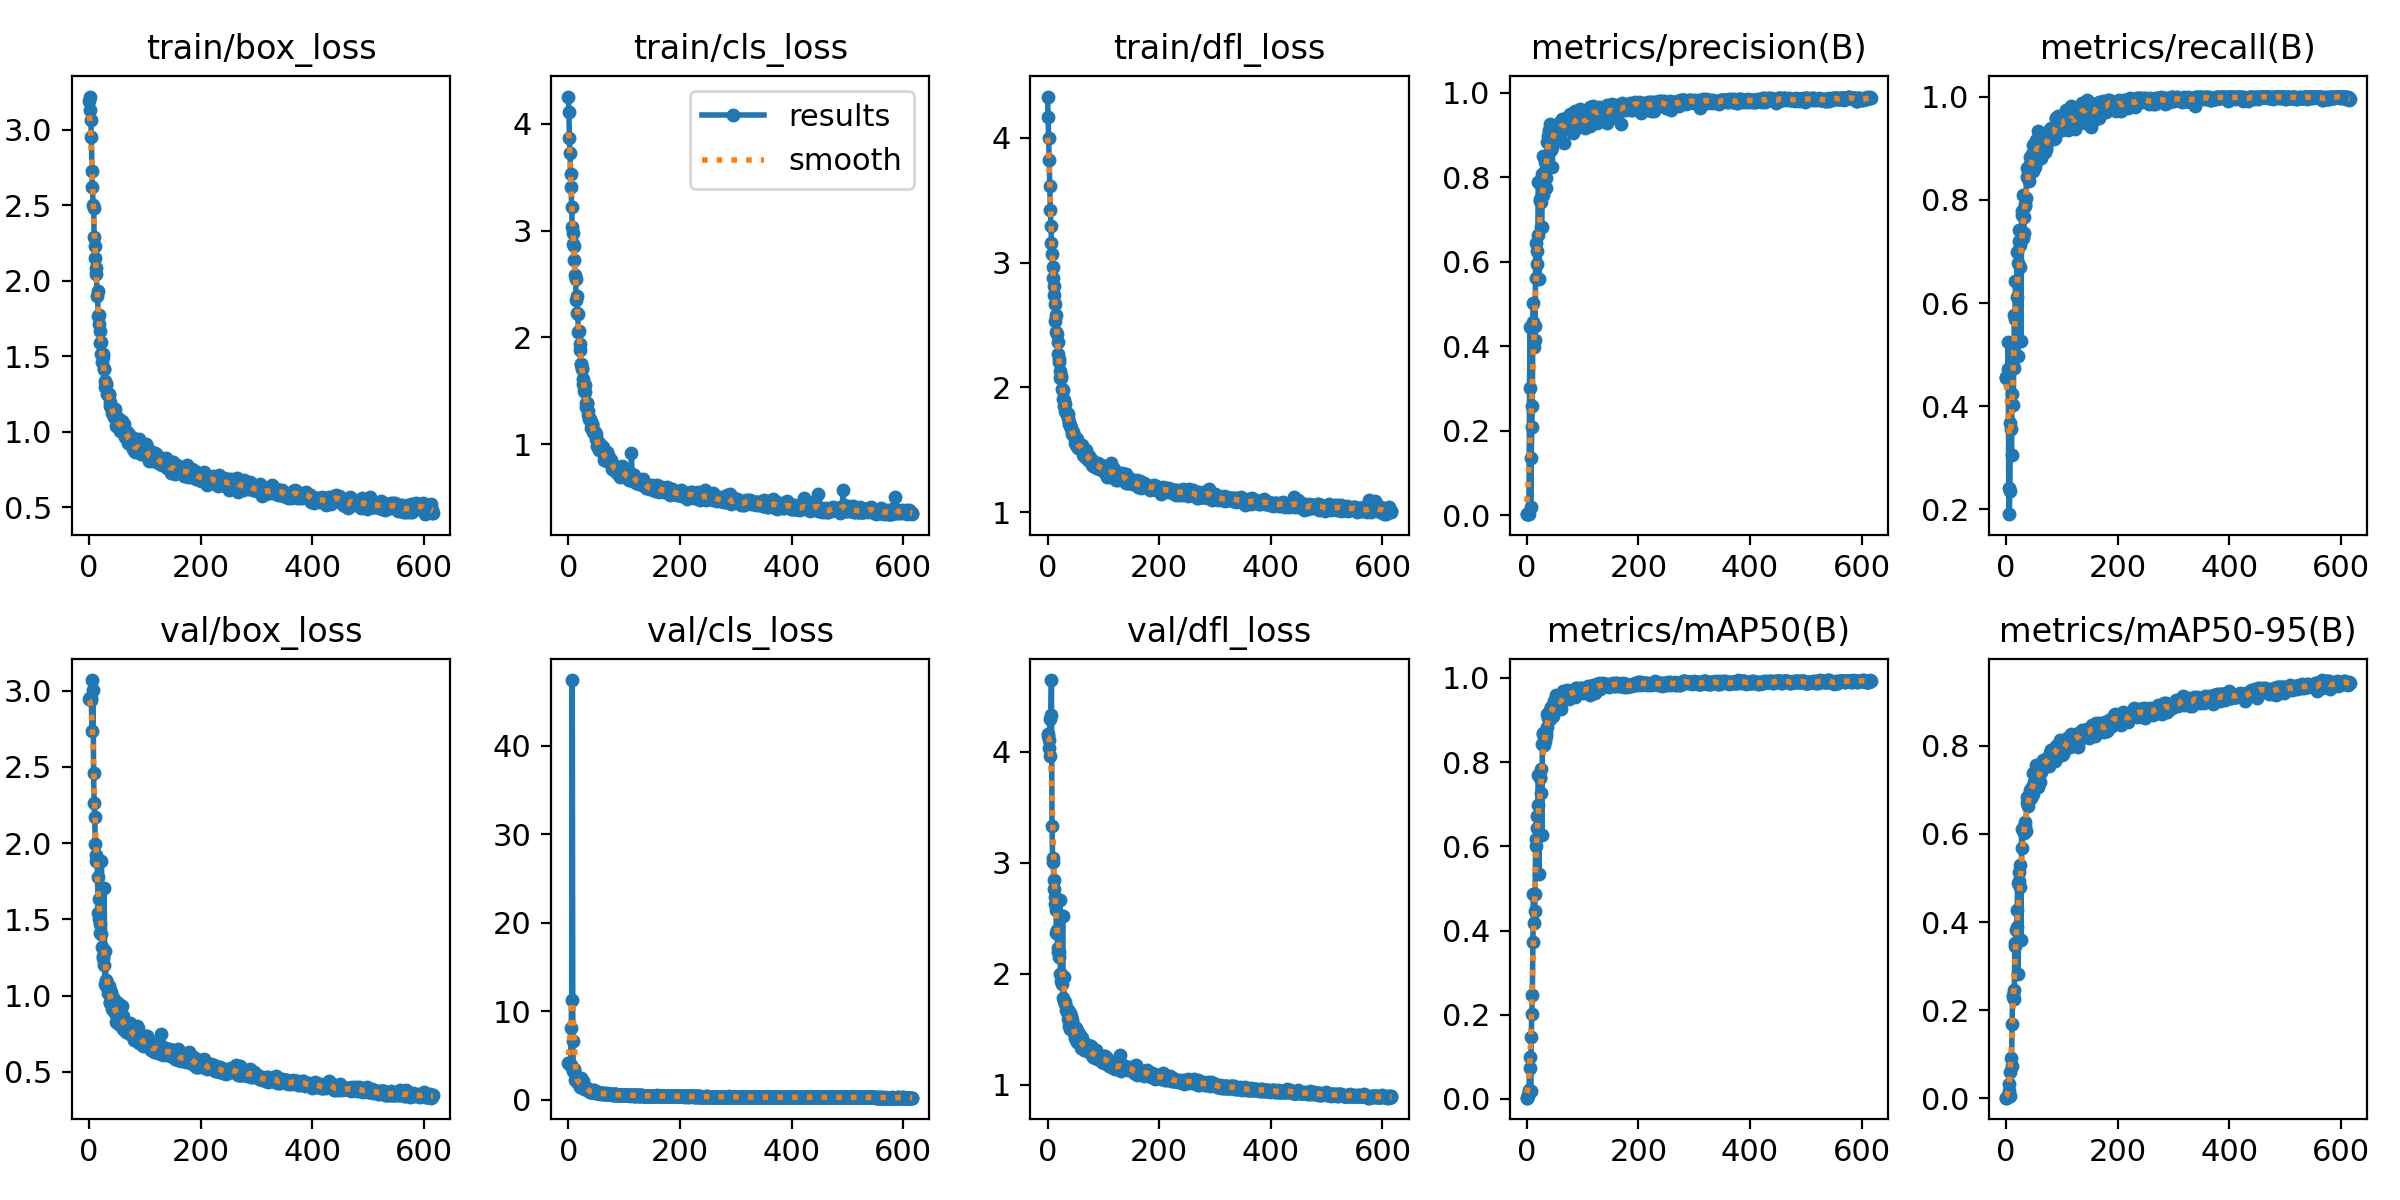 train/box_loss
3.0
2.5
2.0
1.5
1.0
0.5
0 200 400 600
train/cls_loss
results
smooth
4
3
2
1
0 200 400 600
train/dfl_loss
4
3
2
1
0 200 400 600
metrics/precision(B)
1.0
0.8
0.6
0.4
0.2
0.0
0 200 400 600
metrics/recall(B)
1.0
0.8
0.6
0.4
0.2
0 200 400 600
val/box_loss
3.0
2.5
2.0
1.5
1.0
0.5
0 200 400 600
val/cls_loss
40
30
20
10
0
0 200 400 600
val/dfl_loss
4
3
2
1
0 200 400 600
metrics/mAP50(B)
1.0
0.8
0.6
0.4
0.2
0.0
0 200 400 600
metrics/mAP50-95(B)
0.8
0.6
0.4
0.2
0.0
0 200 400 600